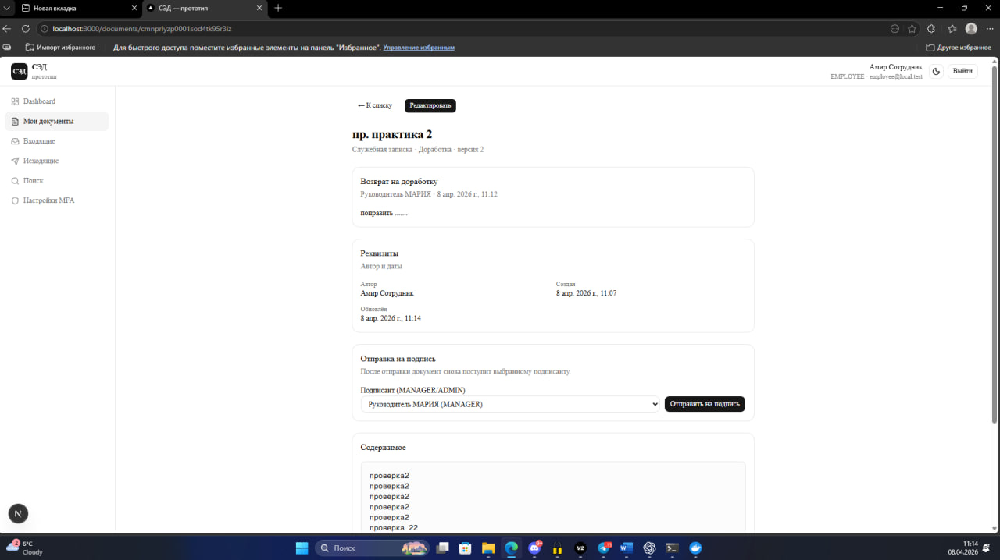 Новая вкладка
СЭД — прототип
localhost:3000/documents/cmnprlyzp0001sod4tk95r3iz
Импорт избранного
Для быстрого доступа поместите избранные элементы на панель "Избранное". Управление избранным
Другое избранное
СЭД
СЭД
прототип
Амир Сотрудник
EMPLOYEE · employee@local.test
Выйти
Dashboard
Мои документы
Входящие
Исходящие
Поиск
Настройки MFA
← К списку
Редактировать
пр. практика 2
Служебная записка · Доработка · версия 2
Возврат на доработку
Руководитель МАРИЯ · 8 апр. 2026 г., 11:12
поправить .......
Реквизиты
Автор и даты
Автор
Амир Сотрудник
Создан
8 апр. 2026 г., 11:07
Обновлён
8 апр. 2026 г., 11:14
Отправка на подпись
После отправки документ снова поступит выбранному подписанту.
Подписант (MANAGER/ADMIN)
Руководитель МАРИЯ (MANAGER)
Отправить на подпись
Содержимое
проверка2
проверка2
проверка2
проверка2
проверка2
проверка 22
N
2
6°C
Cloudy
Поиск
9+
V2
W
11:14
08.04.2026